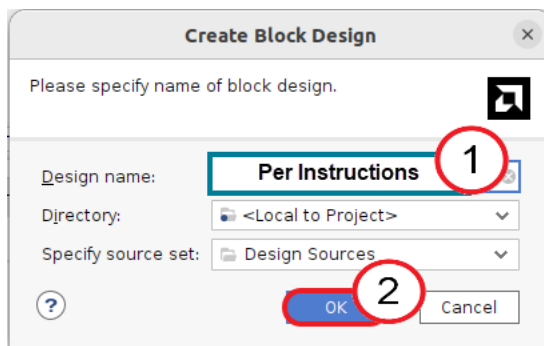 Create Block Design
Please specify name of block design.
Design name: Per Instructions 1
Directory: <Local to Project>
Specify source set: Design Sources
? OK 2 Cancel